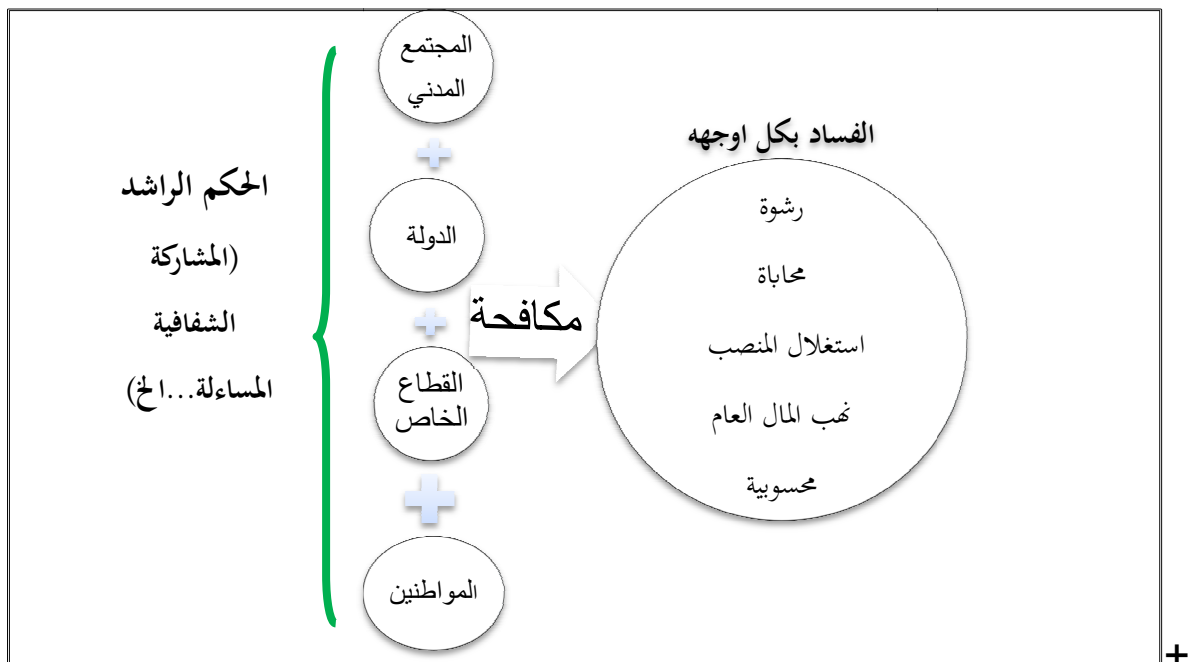 الحكم الراشد
(المشاركة
الشفافية
المساءلة...الخ)
المجتمع
المدني
+
الدولة
+
القطاع
الخاص
+
المواطنين
مكافحة
الفساد بكل اوجهه
رشوة
محاباة
استغلال المنصب
نهب المال العام
محسوبية
+